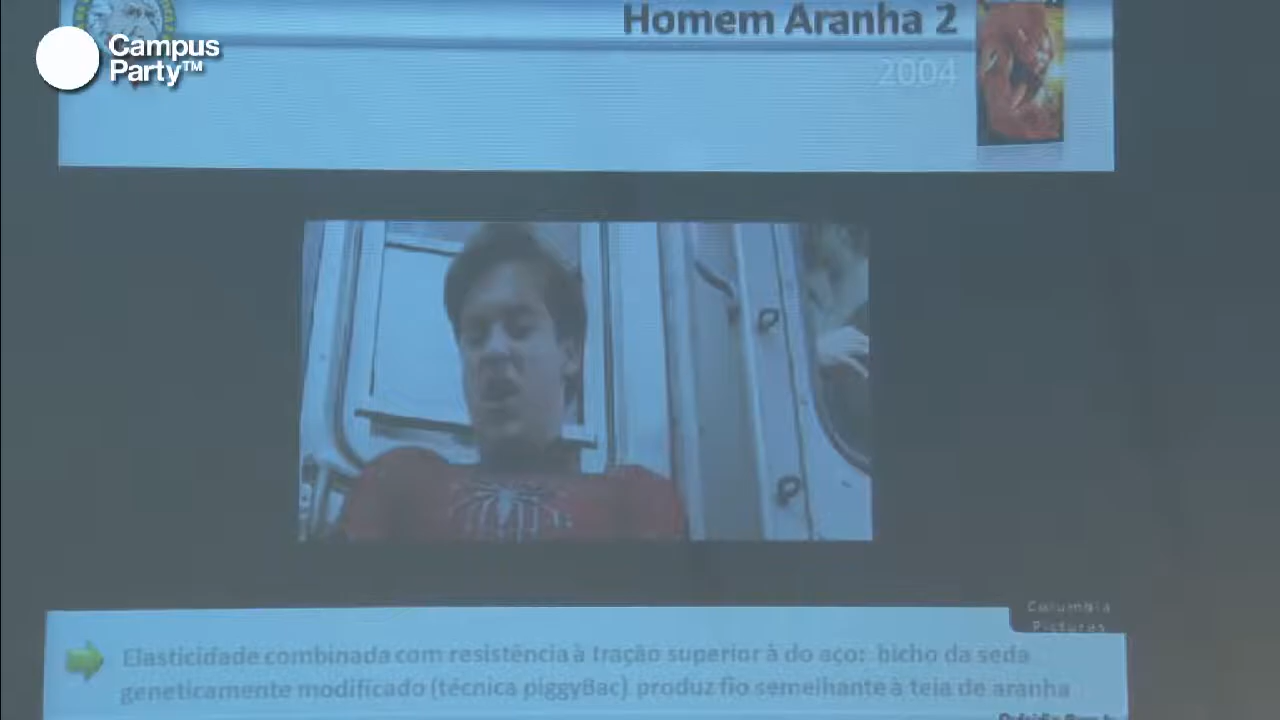 Campus
Party™
Homem Aranha 2
2004
Columbia
Pictures
Elasticidade combinada com resistência à tração superior à do aço: bicho da seda
geneticamente modificado (técnica piggyBac) produz fio semelhante à teia de aranha